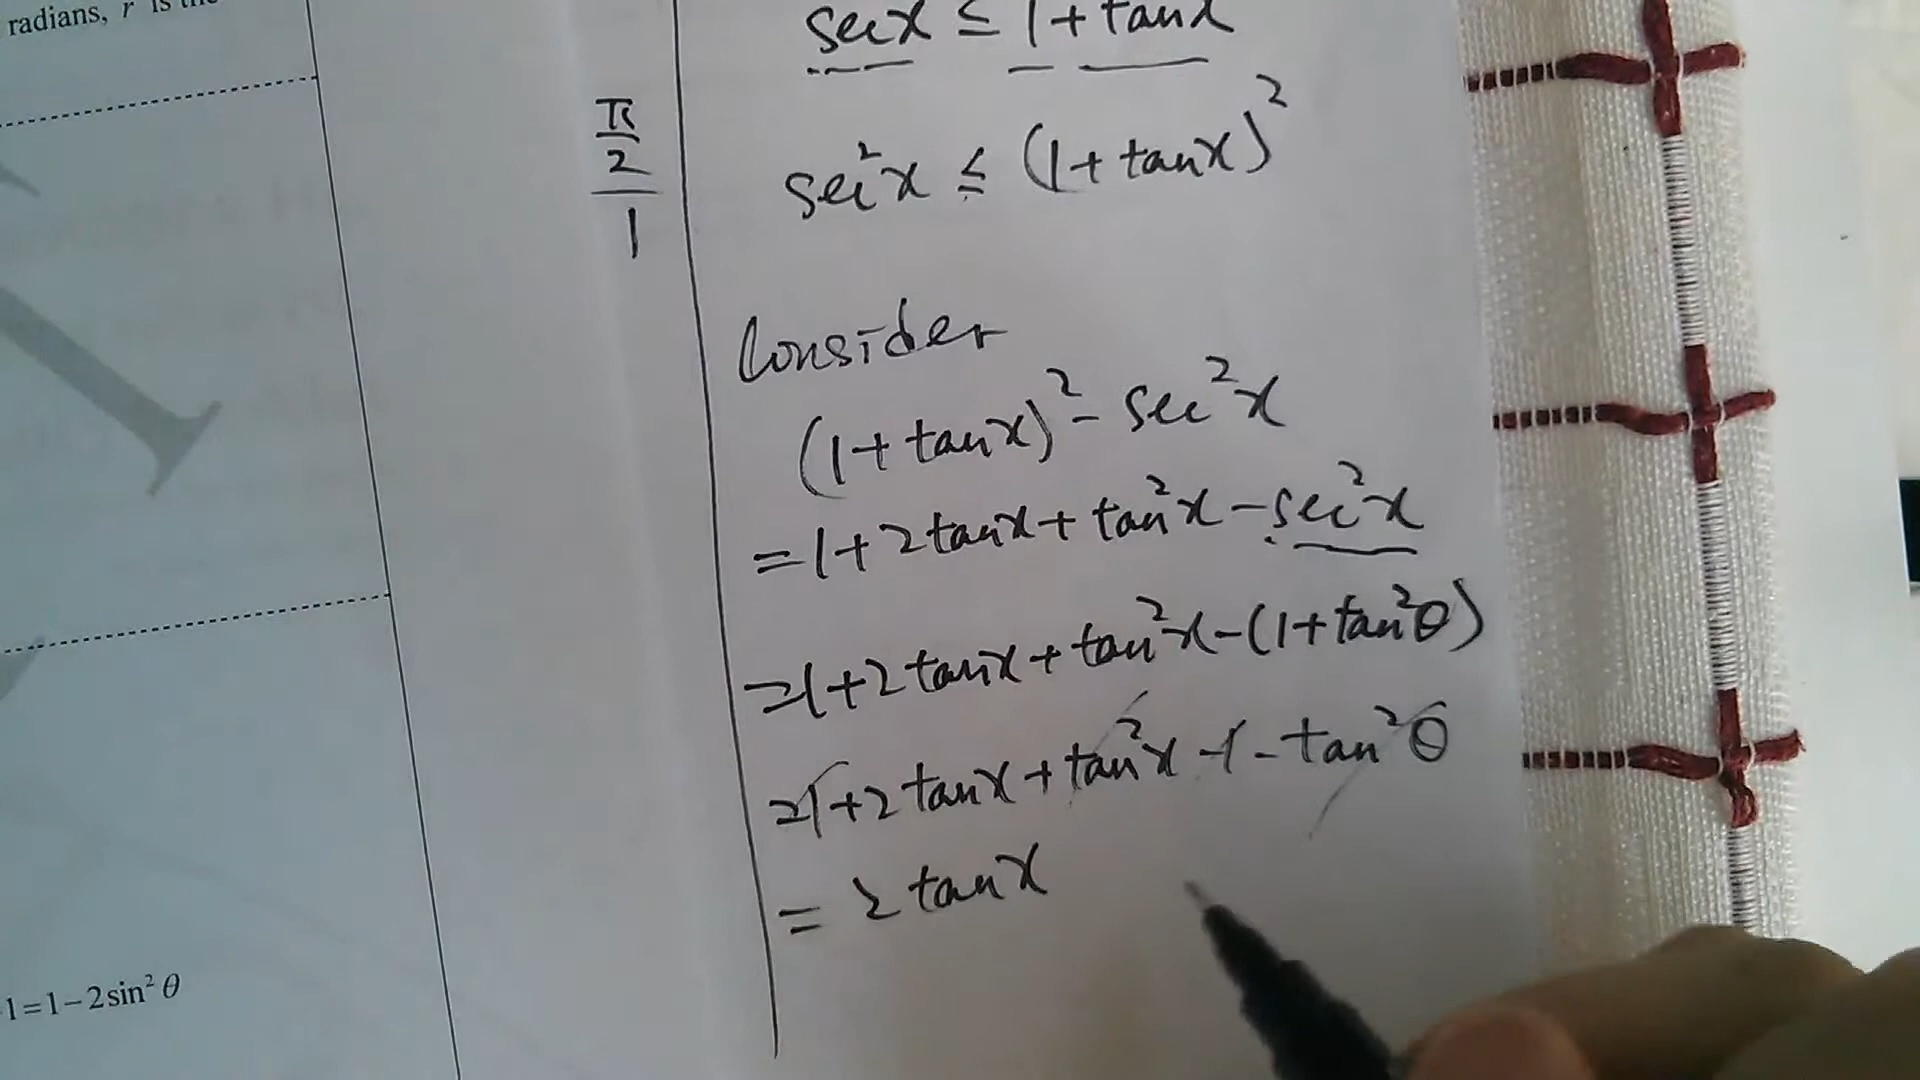 radians, r is the
sec x ≤ 1 + tan x
π
2
1
sec²x ≤ (1 + tan x)²
Consider
(1 + tan x)² - sec²x
= 1 + 2 tan x + tan²x - sec²x
= 1 + 2 tan x + tan²x - (1 + tan²θ)
= 1 + 2 tan x + tan²x - 1 - tan²θ
= 2 tan x
1 = 1 - 2 sin² θ